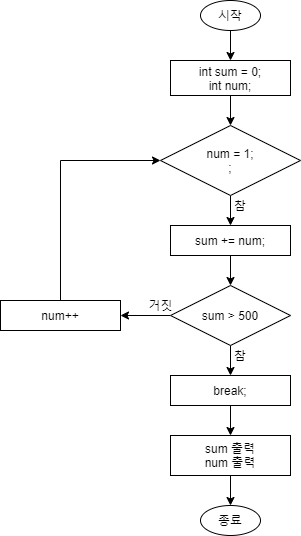 시작
int sum = 0;
int num;
num = 1;
;
참
sum += num;
거짓
sum > 500
num++
참
break;
sum 출력
num 출력
종료